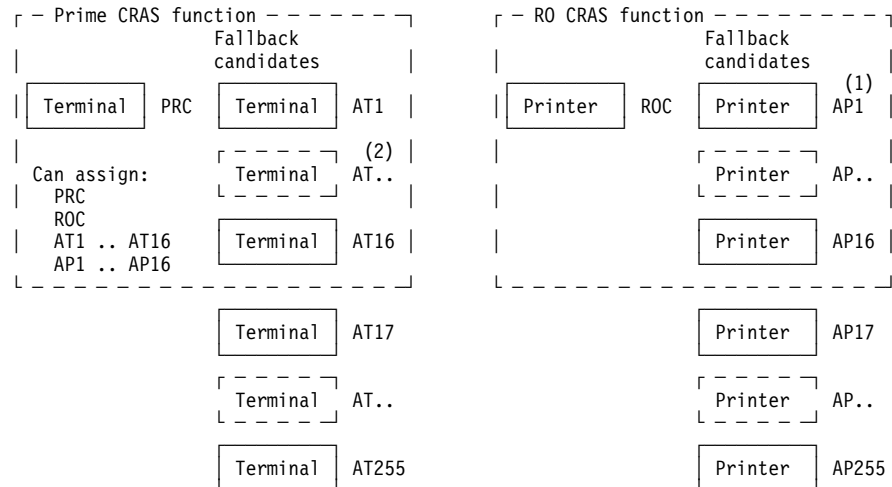 Prime CRAS function
Fallback
candidates
Terminal PRC Terminal AT1
(2)
Can assign: Terminal AT..
PRC
ROC
AT1 .. AT16 Terminal AT16
AP1 .. AP16
Terminal AT17
Terminal AT..
Terminal AT255
RO CRAS function
Fallback
candidates
(1)
Printer ROC Printer AP1
Printer AP..
Printer AP16
Printer AP17
Printer AP..
Printer AP255